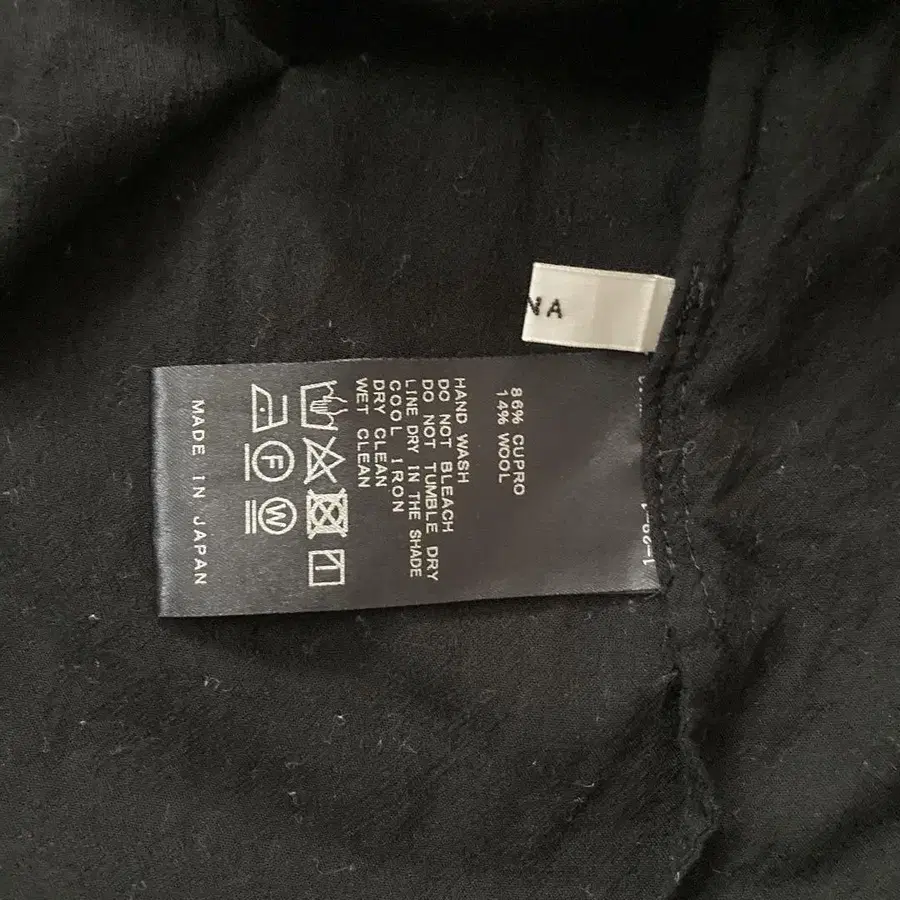 NA
86% CUPRO
14% WOOL
HAND WASH
DO NOT BLEACH
DO NOT TUMBLE DRY
LINE DRY IN THE SHADE
COOL IRON
DRY CLEAN
WET CLEAN
F
W
MADE IN JAPAN